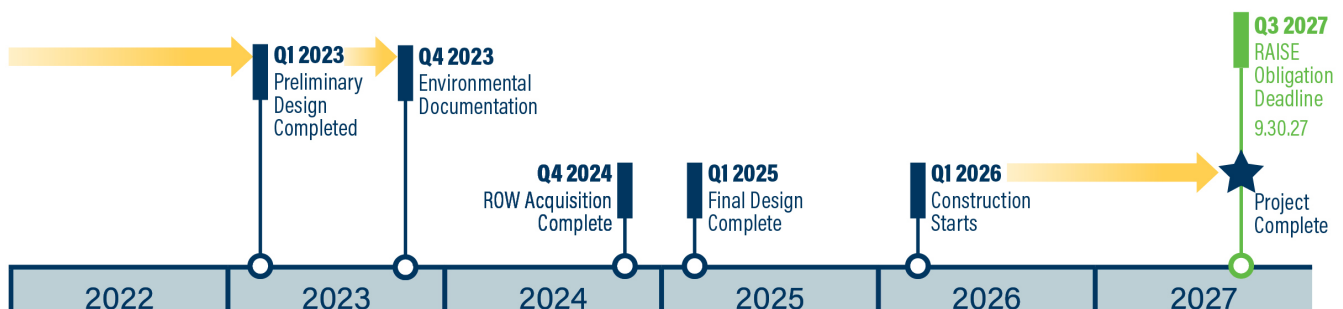 Q1 2023
Preliminary
Design
Completed
Q4 2023
Environmental
Documentation
Q4 2024
ROW Acquisition
Complete
Q1 2025
Final Design
Complete
Q1 2026
Construction
Starts
Q3 2027
RAISE
Obligation
Deadline
9.30.27
Project
Complete
2022
2023
2024
2025
2026
2027